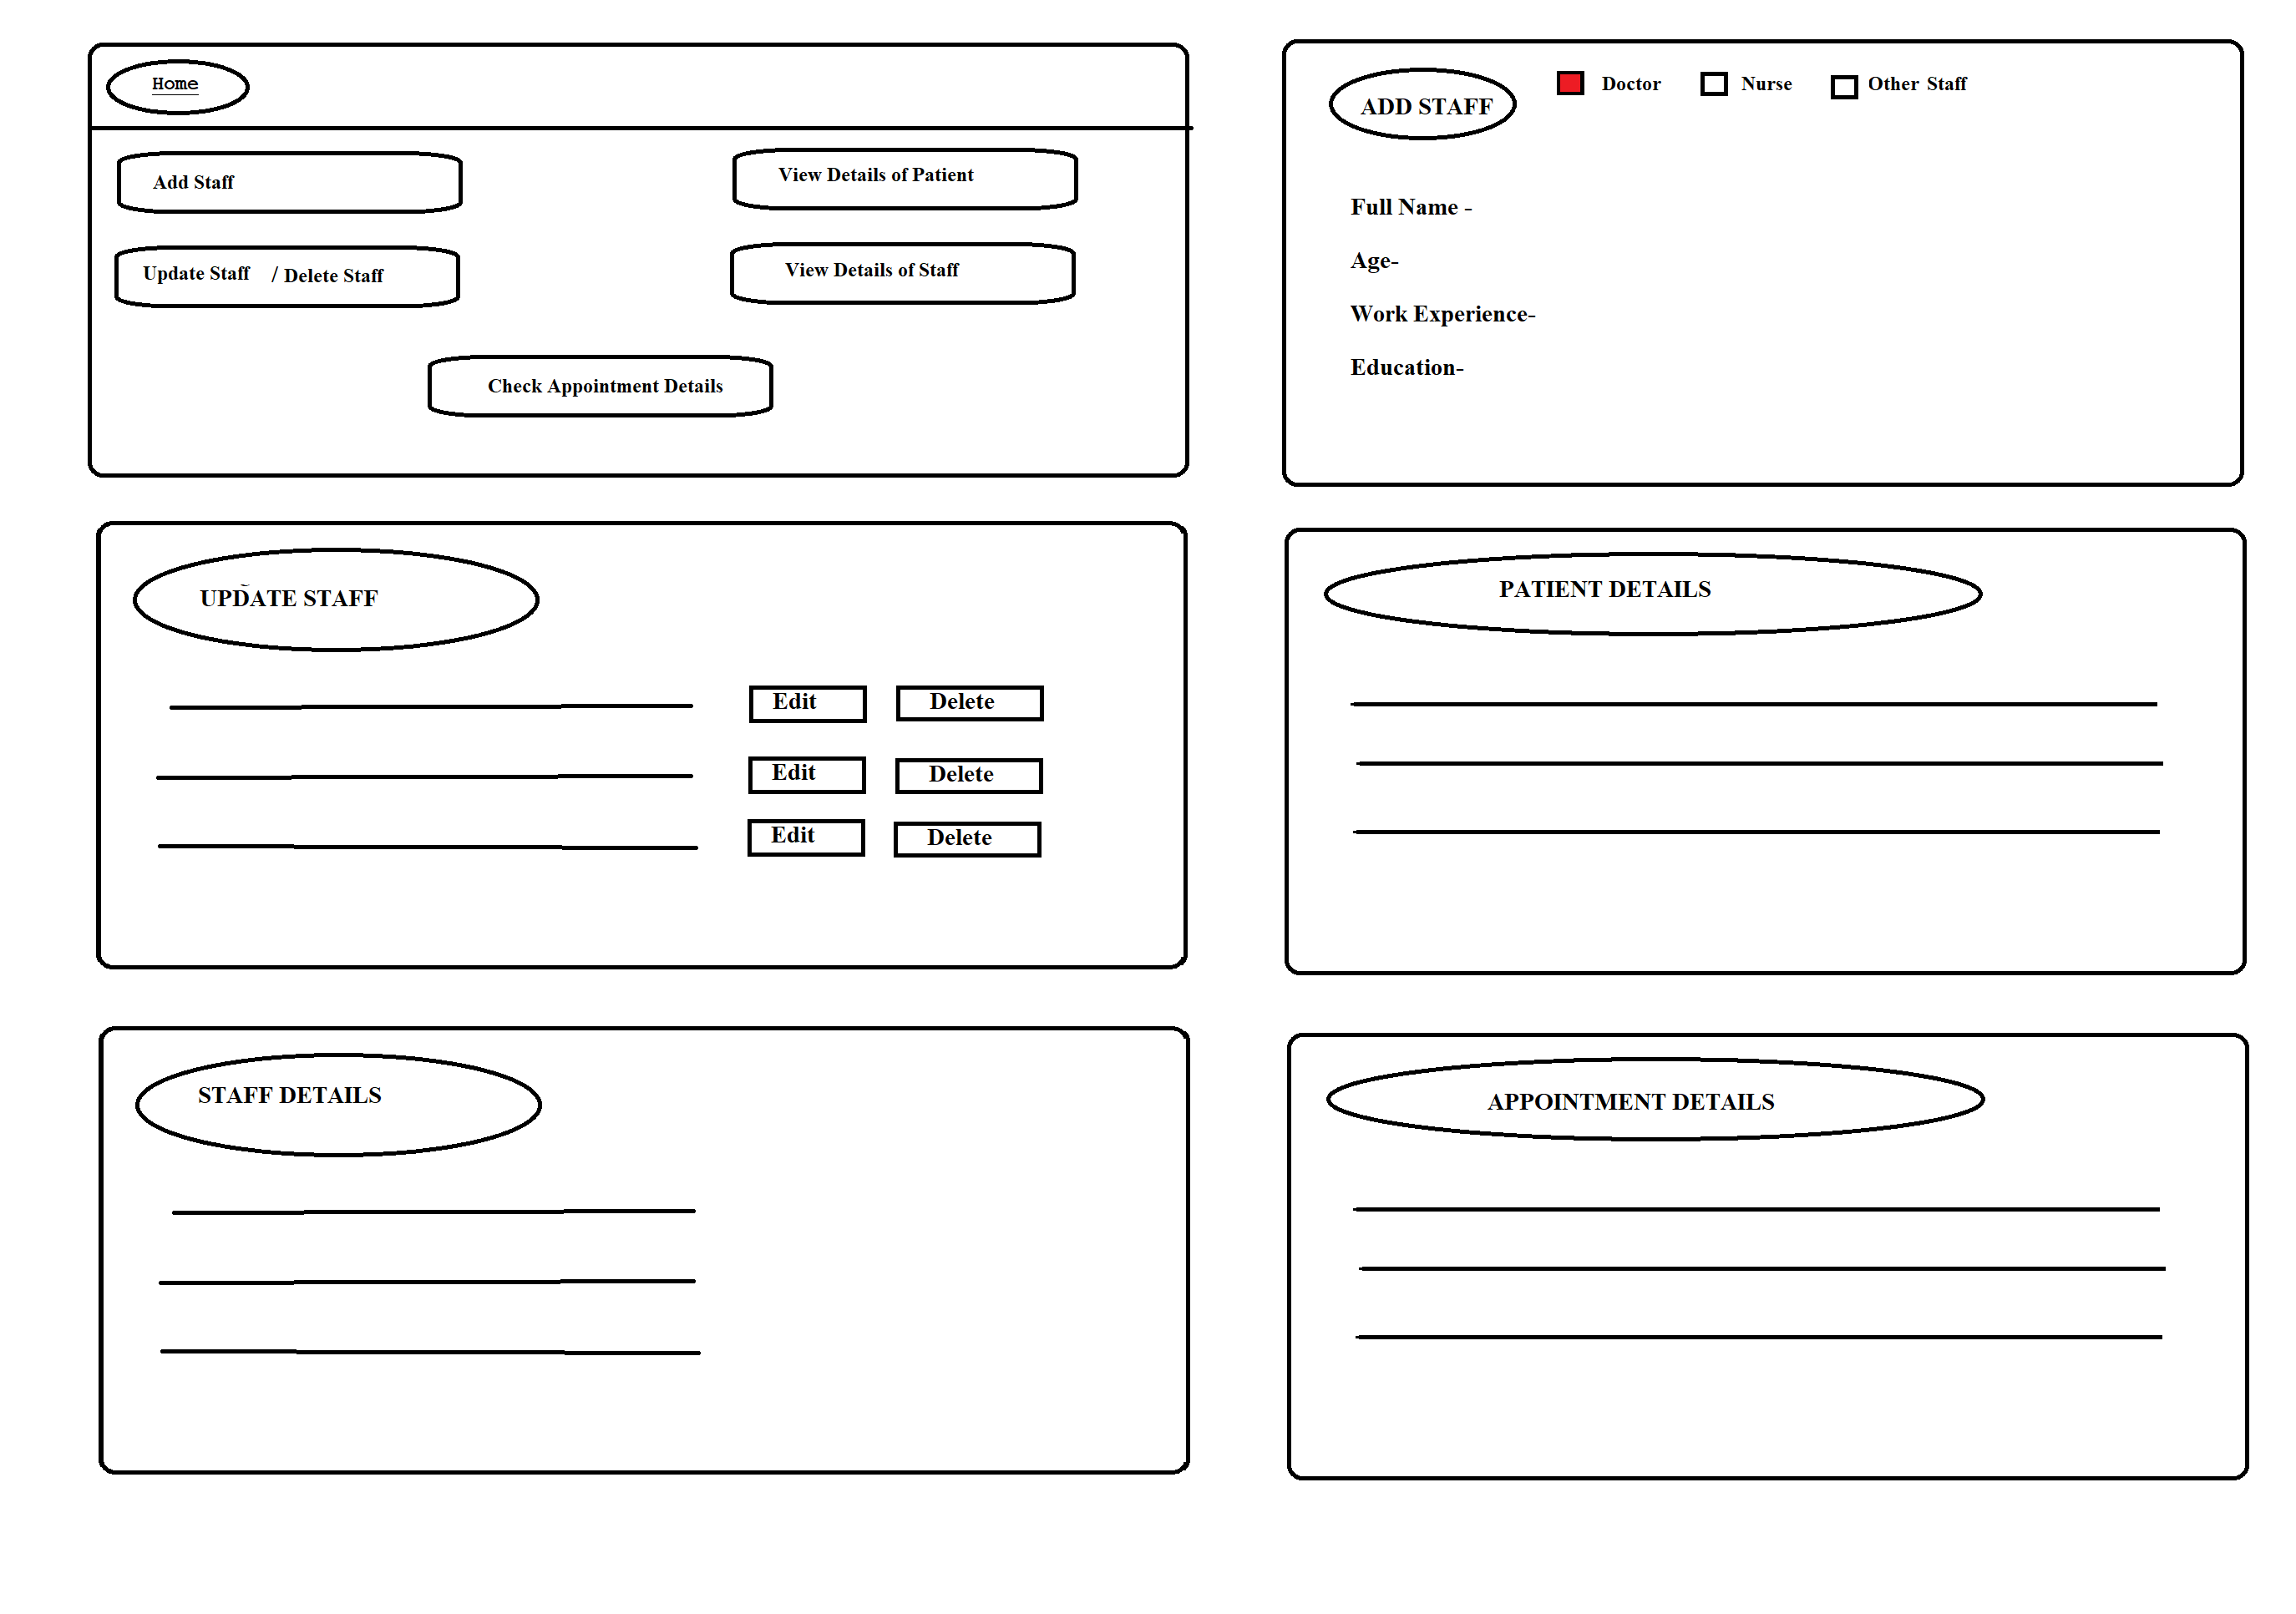 Home
Add Staff
View Details of Patient
Update Staff / Delete Staff
View Details of Staff
Check Appointment Details
ADD STAFF
Doctor Nurse Other Staff
Full Name -
Age-
Work Experience-
Education-
UPDATE STAFF
Edit Delete
Edit Delete
Edit Delete
PATIENT DETAILS
STAFF DETAILS
APPOINTMENT DETAILS